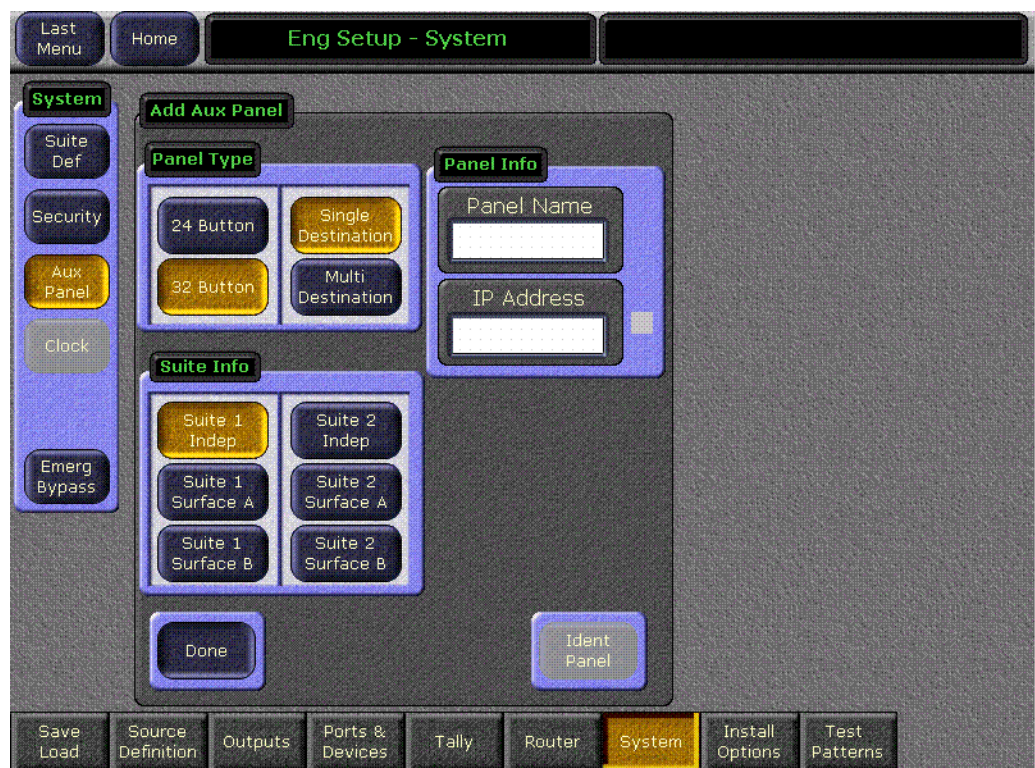 Last
Menu
Home
Eng Setup - System
System
Suite
Def
Security
Aux
Panel
Clock
Emerg
Bypass
Add Aux Panel
Panel Type
24 Button
32 Button
Single
Destination
Multi
Destination
Panel Info
Panel Name
IP Address
Suite Info
Suite 1
Indep
Suite 2
Indep
Suite 1
Surface A
Suite 2
Surface A
Suite 1
Surface B
Suite 2
Surface B
Done
Ident
Panel
Save
Load
Source
Definition
Outputs
Ports &
Devices
Tally
Router
System
Install
Options
Test
Patterns